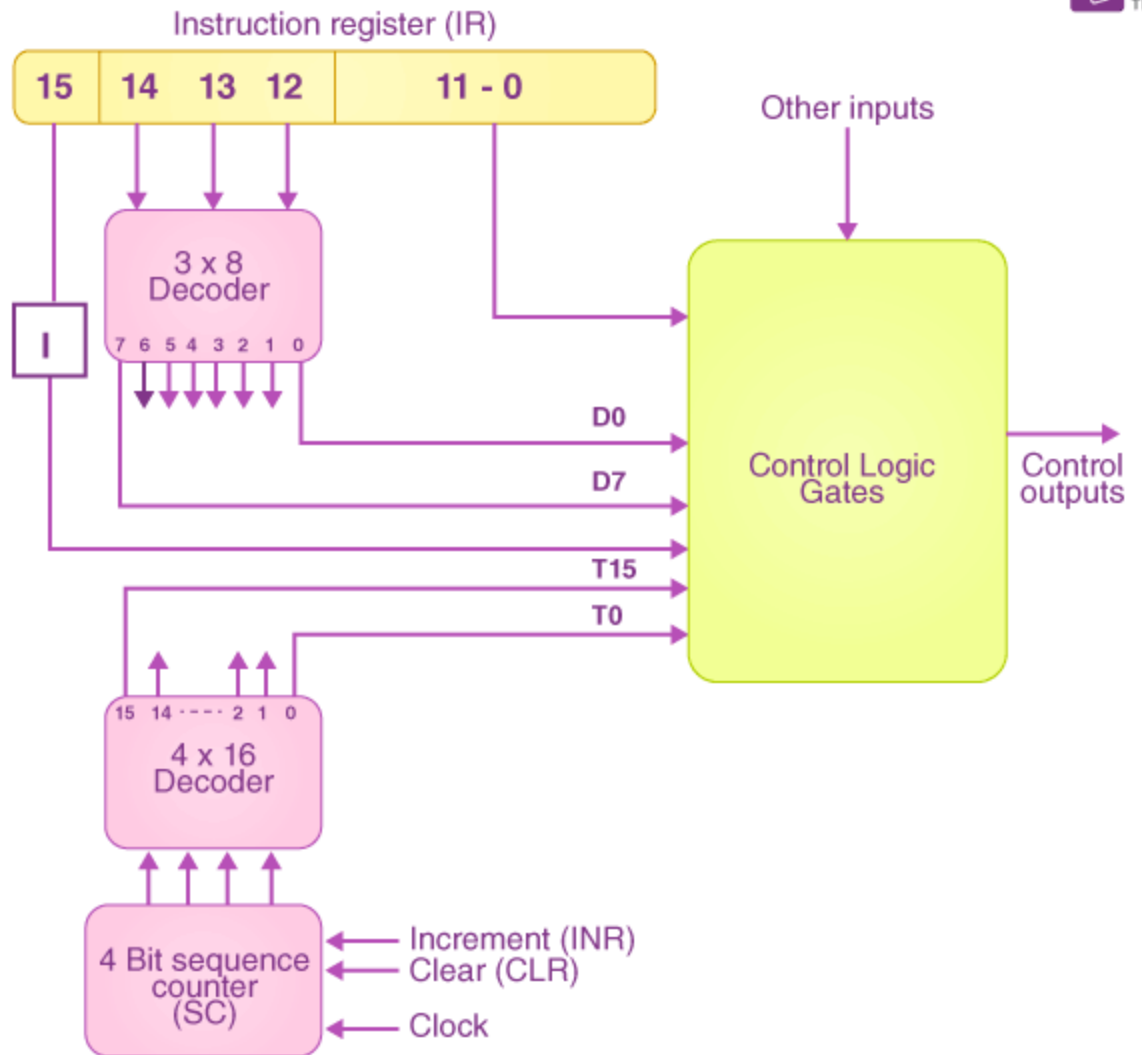 Instruction register (IR)
15 14 13 12 11 - 0
Other inputs
3 x 8
Decoder
7 6 5 4 3 2 1 0
I
D0
D7
Control Logic
Gates
Control
outputs
T15
T0
15 14 ---- 2 1 0
4 x 16
Decoder
4 Bit sequence
counter
(SC)
Increment (INR)
Clear (CLR)
Clock